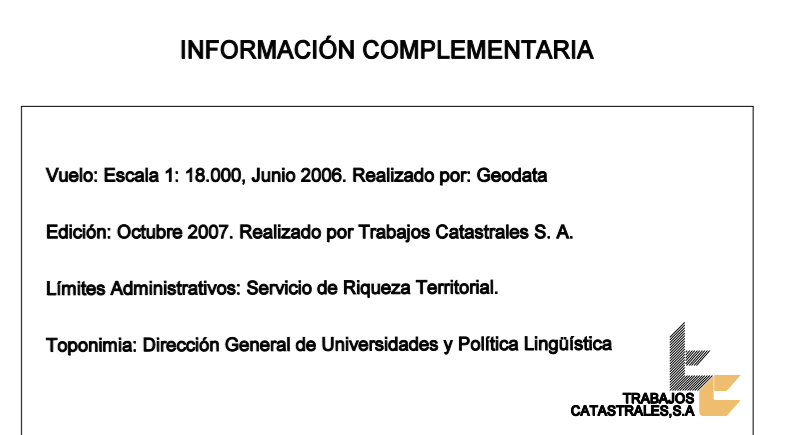 INFORMACIÓN COMPLEMENTARIA
Vuelo: Escala 1: 18.000, Junio 2006. Realizado por: Geodata
Edición: Octubre 2007. Realizado por Trabajos Catastrales S. A.
Límites Administrativos: Servicio de Riqueza Territorial.
Toponimia: Dirección General de Universidades y Política Lingüística
TRABAJOS
CATASTRALES,S.A